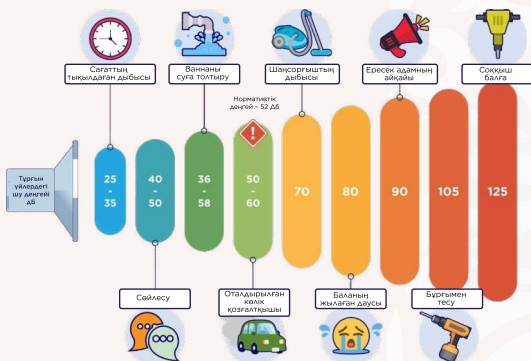 Сағаттың
тықылдаған дыбысы
Ваннаны
суға толтыру
Шаңсорғыштың
дыбысы
Ересек адамның
айқайы
Соққыш
балға
Нормативтік
деңгей – 52 Дб
Тұрғын
үйлердегі
шу деңгейі
дБ
25
-
35
40
-
50
36
-
58
50
-
60
70
80
90
105
125
Сөйлесу
Оталдырылған
көлік
қозғалтқышы
Баланың
жылаған даусы
Бұрғымен
тесу